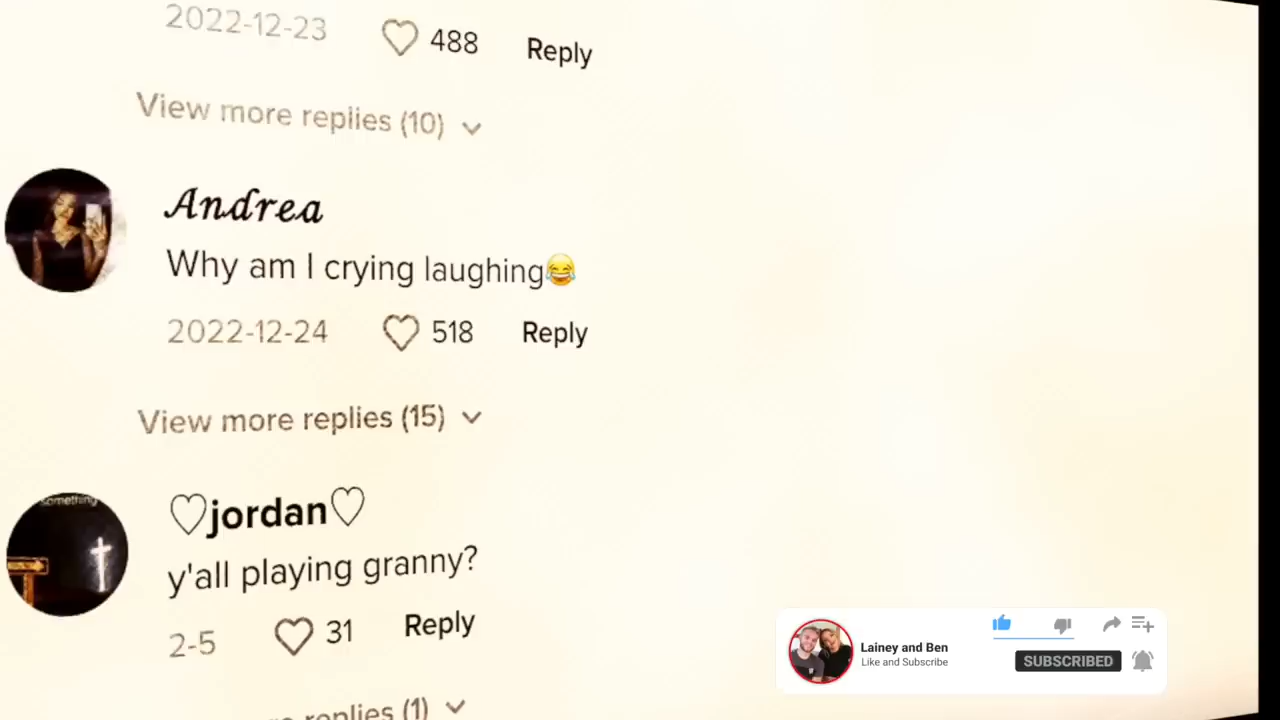 2022-12-23 488 Reply
View more replies (10)
Andrea
Why am I crying laughing😂
2022-12-24 518 Reply
View more replies (15)
something
♡jordan♡
y'all playing granny?
2-5 31 Reply
replies (1)
Lainey and Ben
Like and Subscribe
SUBSCRIBED